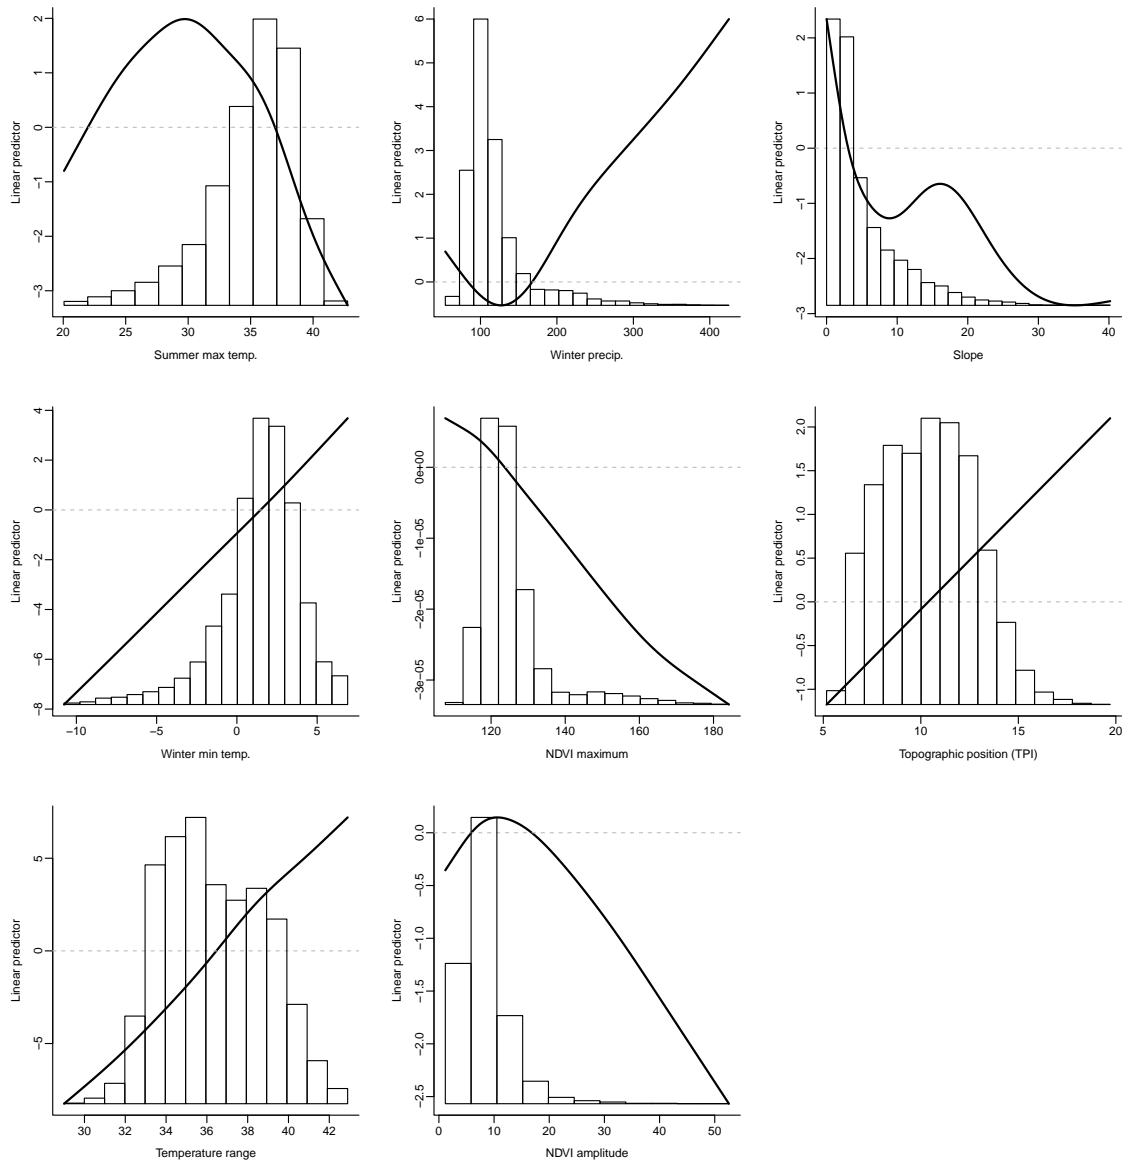 2
1
0
−1
−2
−3
Linear predictor
20 25 30 35 40
Summer max temp.
6
5
4
3
2
1
0
Linear predictor
100 200 300 400
Winter precip.
2
1
0
−1
−2
−3
Linear predictor
0 10 20 30 40
Slope
4
2
0
−2
−4
−6
−8
Linear predictor
−10 −5 0 5
Winter min temp.
0e+00
−1e−05
−2e−05
−3e−05
Linear predictor
120 140 160 180
NDVI maximum
2.0
1.5
1.0
0.5
0.0
−0.5
−1.0
Linear predictor
5 10 15 20
Topographic position (TPI)
5
0
−5
Linear predictor
30 32 34 36 38 40 42
Temperature range
0.0
−0.5
−1.0
−1.5
−2.0
−2.5
Linear predictor
0 10 20 30 40 50
NDVI amplitude